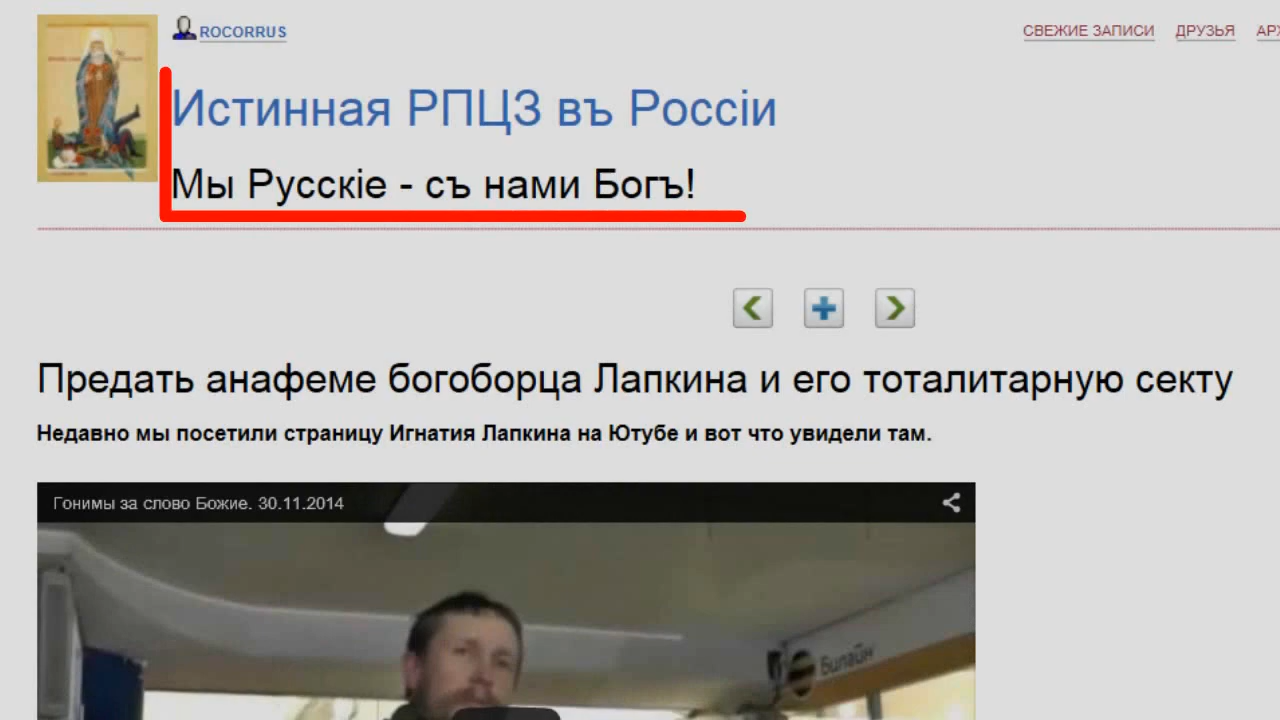 ROCORRUS
СВЕЖИЕ ЗАПИСИ ДРУЗЬЯ
Истинная РПЦЗ въ Россiи
Мы Русскiе - съ нами Богъ!
Предать анафеме богоборца Лапкина и его тоталитарную секту
Недавно мы посетили страницу Игнатия Лапкина на Ютубе и вот что увидели там.
Гонимы за слово Божие. 30.11.2014
Билайн